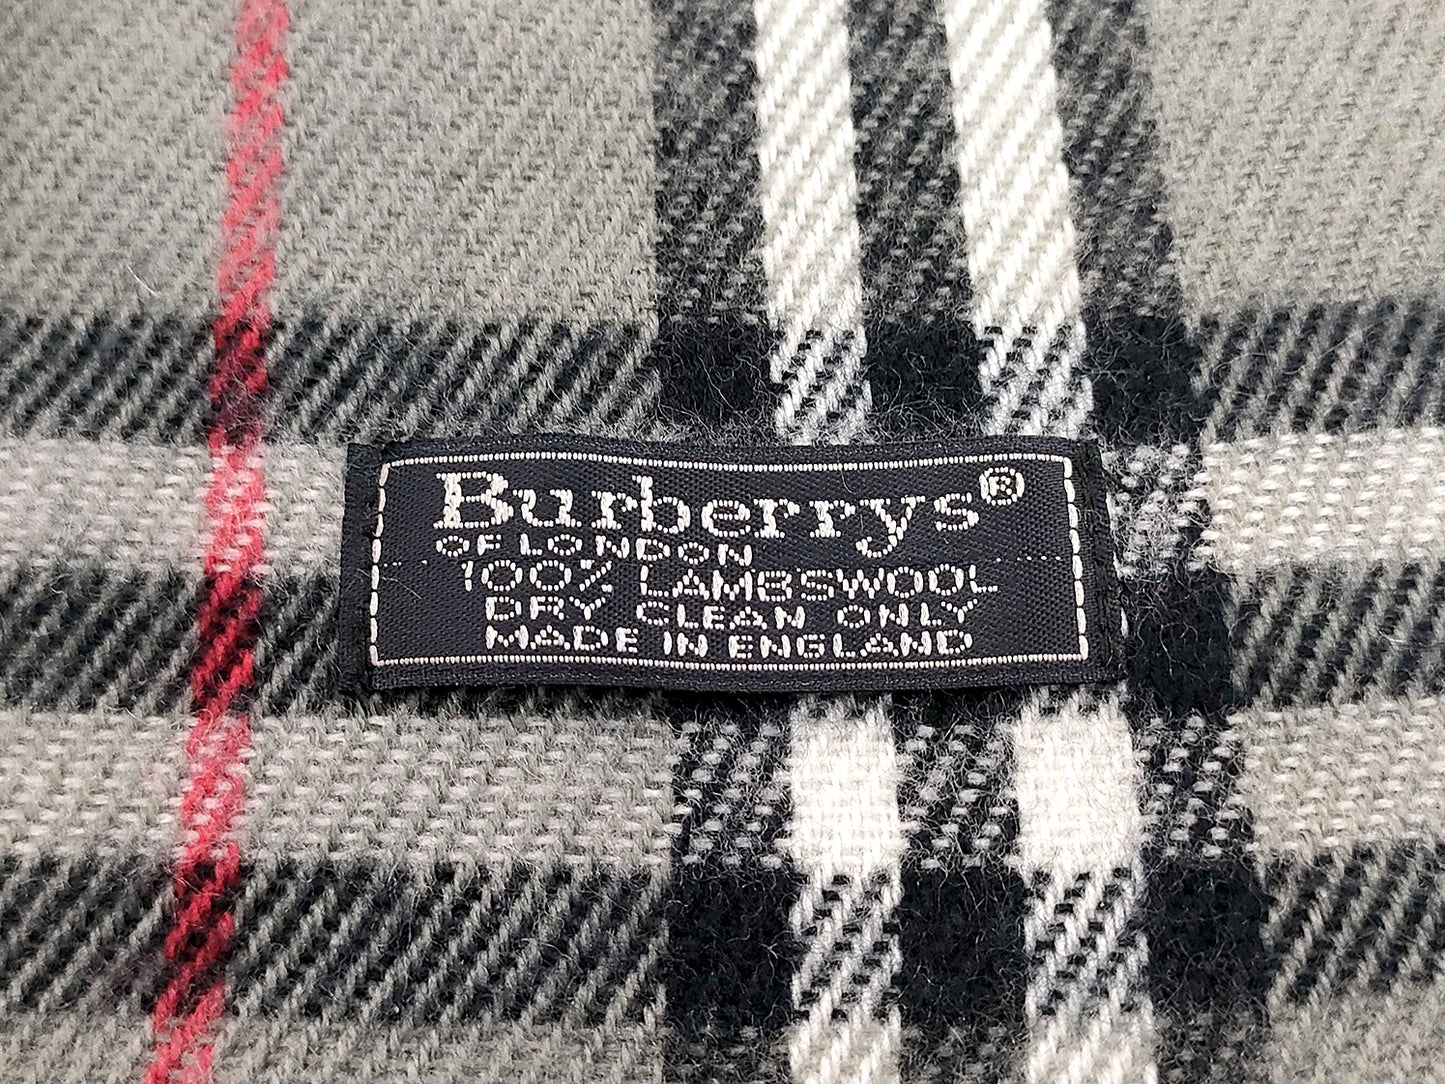 Burberrys®
OF LONDON
100% LAMBSWOOL
DRY CLEAN ONLY
MADE IN ENGLAND